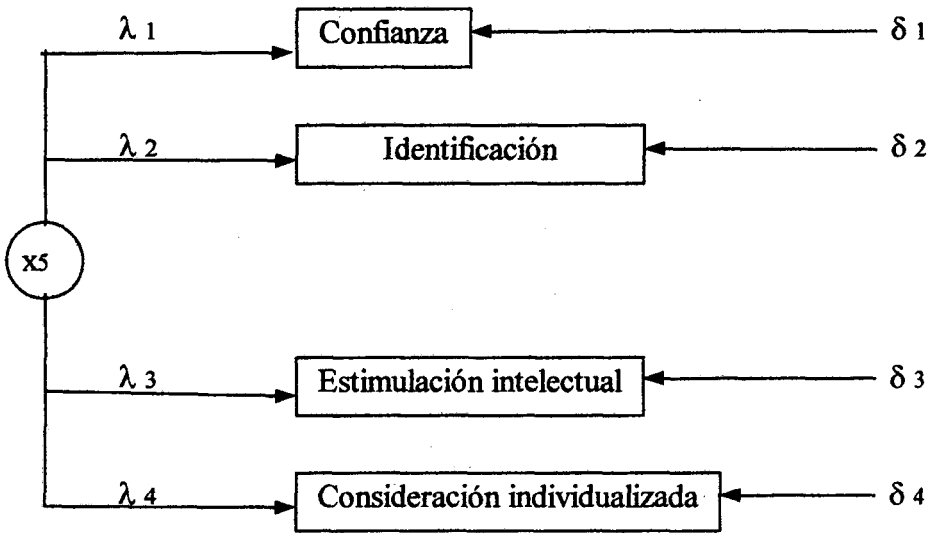 λ 1 Confianza δ 1
λ 2 Identificación δ 2
x5
λ 3 Estimulación intelectual δ 3
λ 4 Consideración individualizada δ 4